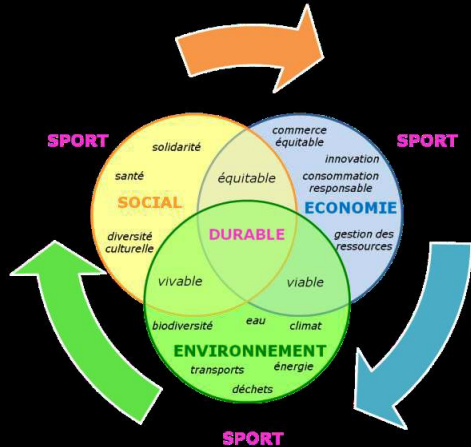 SPORT
SPORT
solidarité
santé
SOCIAL
diversité
culturelle
équitable
commerce
équitable
innovation
consommation
responsable
ECONOMIE
gestion des
ressources
DURABLE
vivable
viable
biodiversité
eau
climat
ENVIRONNEMENT
transports
énergie
déchets
SPORT